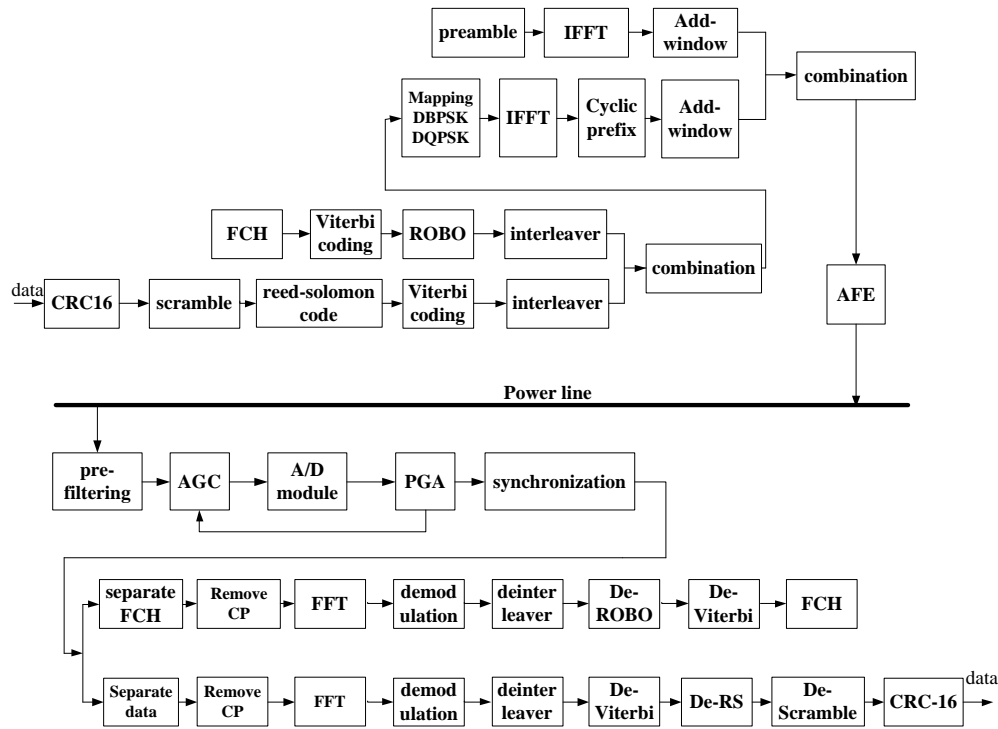 preamble
IFFT
Add-
window
combination
Mapping
DBPSK
DQPSK
IFFT
Cyclic
prefix
Add-
window
FCH
Viterbi
coding
ROBO
interleaver
combination
data
CRC16
scramble
reed-solomon
code
Viterbi
coding
interleaver
AFE
Power line
pre-
filtering
AGC
A/D
module
PGA
synchronization
separate
FCH
Remove
CP
FFT
demod
ulation
deinter
leaver
De-
ROBO
De-
Viterbi
FCH
Separate
data
Remove
CP
FFT
demod
ulation
deinter
leaver
De-
Viterbi
De-RS
De-
Scramble
CRC-16
data